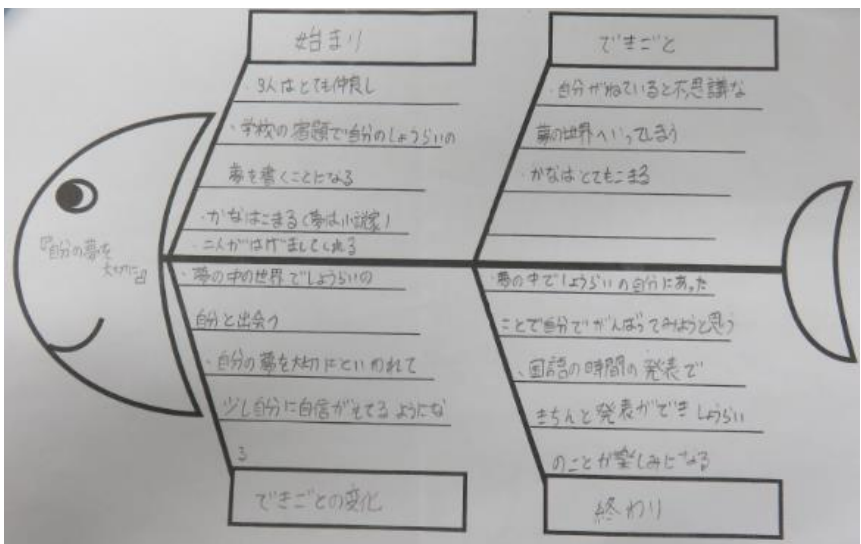 『自分の夢を
大切に』
始まり
・3人はとても仲良し
・学校の宿題で自分のしょうらいの
夢を書くことになる
・かなはこまる(夢は小説家)
・二人がはげましてくれる
できごと
・自分がねていると不思議な
夢の世界へいってしまう
・かなはとてもこまる
・夢の中の世界でしょうらいの
自分と出会う
・自分の夢を大切にといわれて
少し自分に自信がもてるようにな
る
できごとの変化
・夢の中でしょうらいの自分にあった
ことで自分でがんばってみようと思う
・国語の時間の発表で
きちんと発表ができしょうらい
のことが楽しみになる
終わり